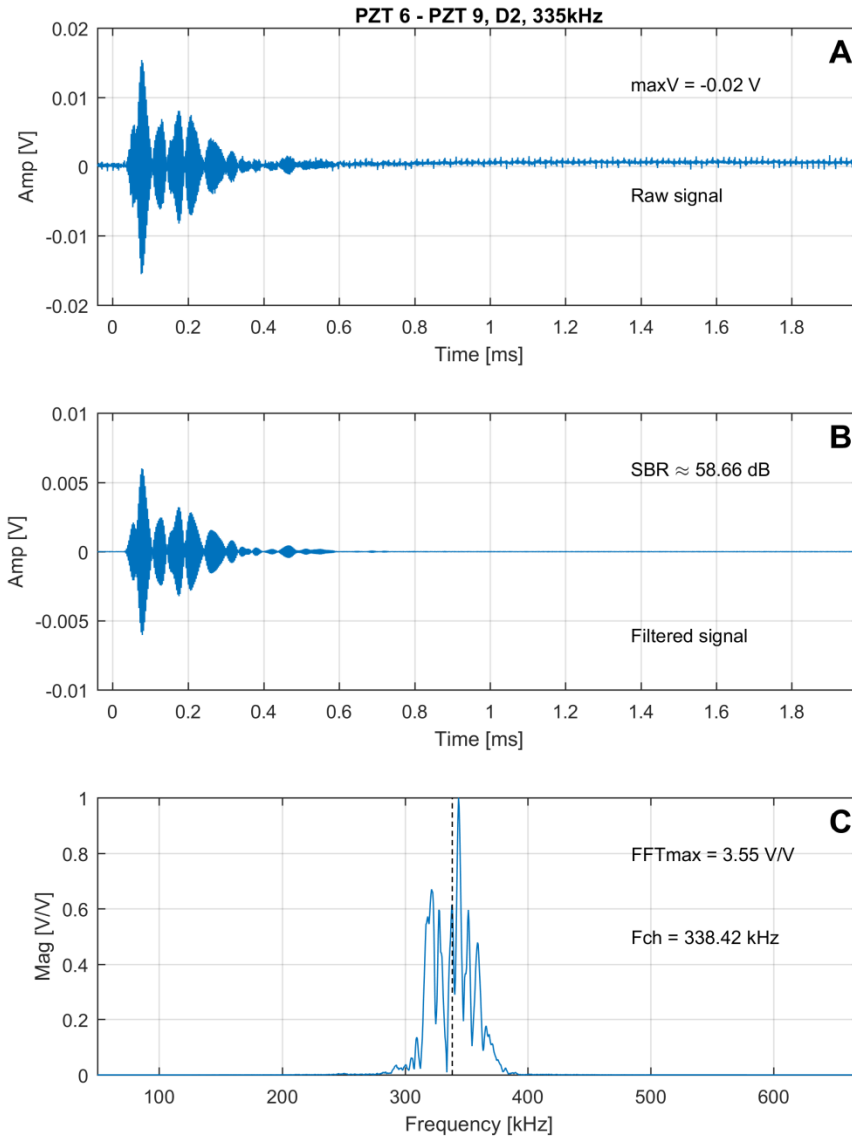 PZT 6 - PZT 9, D2, 335kHz
A
maxV = -0.02 V
Raw signal
Amp [V]
0.02
0.01
0
-0.01
-0.02
0 0.2 0.4 0.6 0.8 1 1.2 1.4 1.6 1.8
Time [ms]
B
SBR ≈ 58.66 dB
Filtered signal
Amp [V]
0.01
0.005
0
-0.005
-0.01
0 0.2 0.4 0.6 0.8 1 1.2 1.4 1.6 1.8
Time [ms]
C
FFTmax = 3.55 V/V
Fch = 338.42 kHz
Mag [V/V]
1
0.8
0.6
0.4
0.2
0
100 200 300 400 500 600
Frequency [kHz]